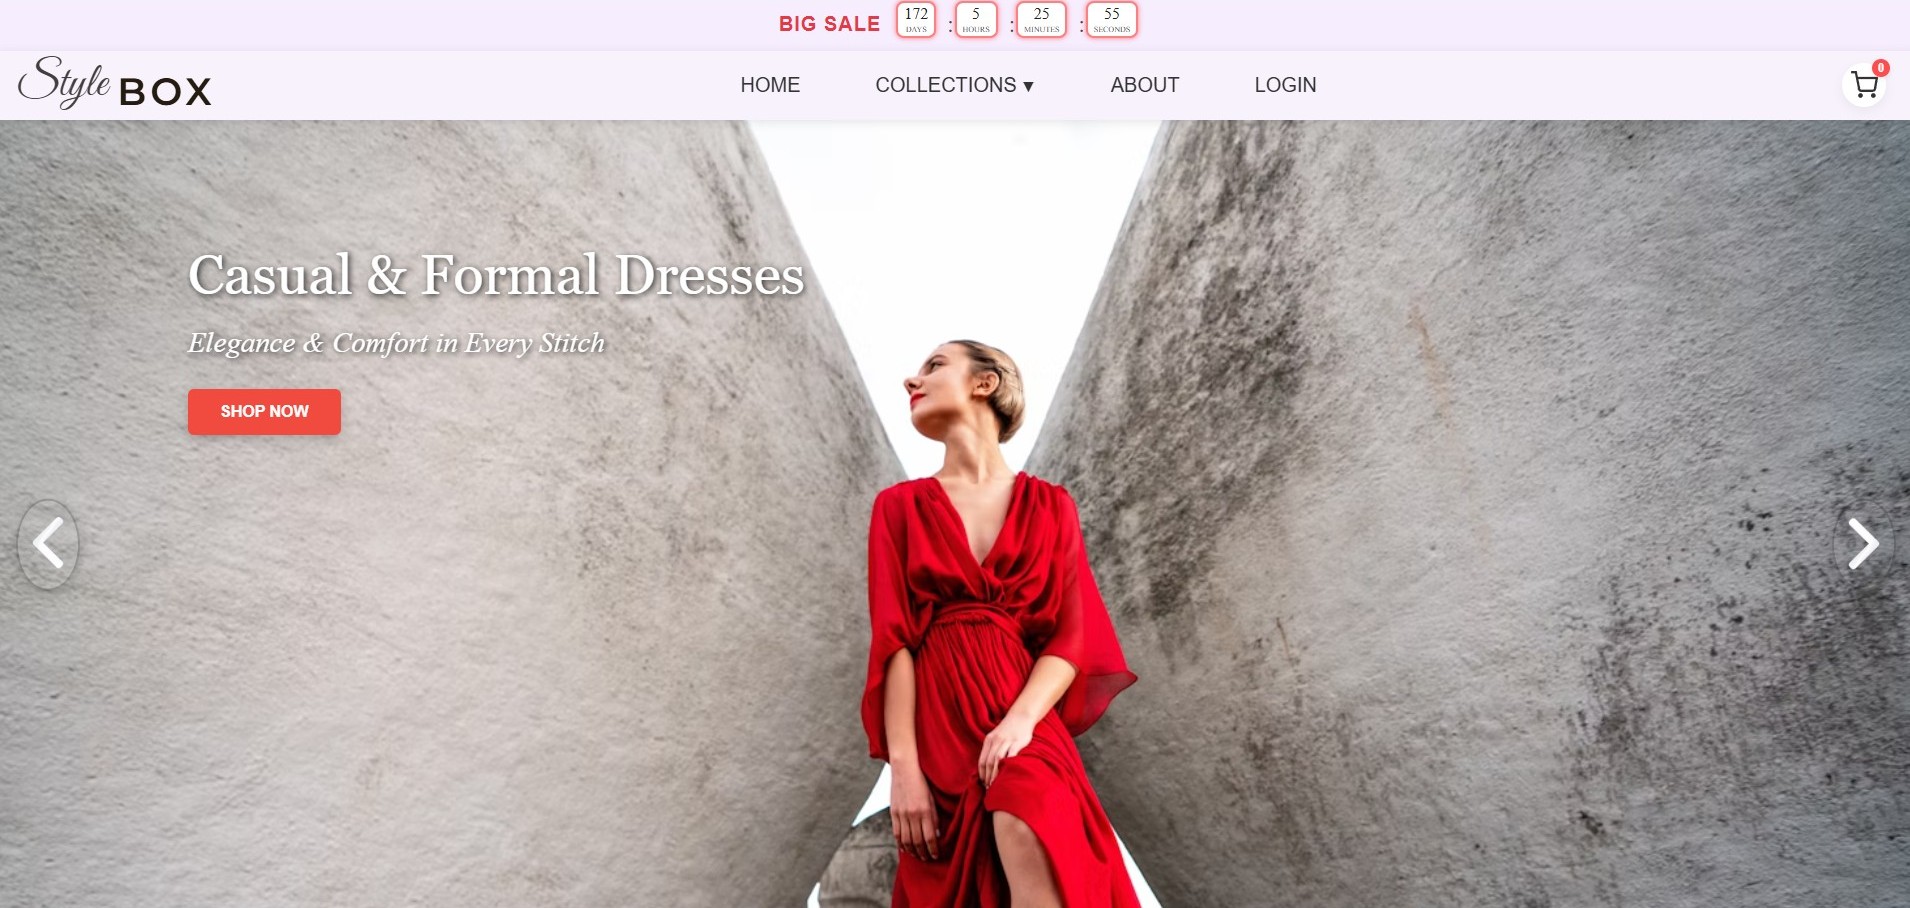 BIG SALE 172 : 5 : 25 : 55
DAYS HOURS MINUTES SECONDS
Style BOX HOME COLLECTIONS ▼ ABOUT LOGIN 0
Casual & Formal Dresses
Elegance & Comfort in Every Stitch
SHOP NOW